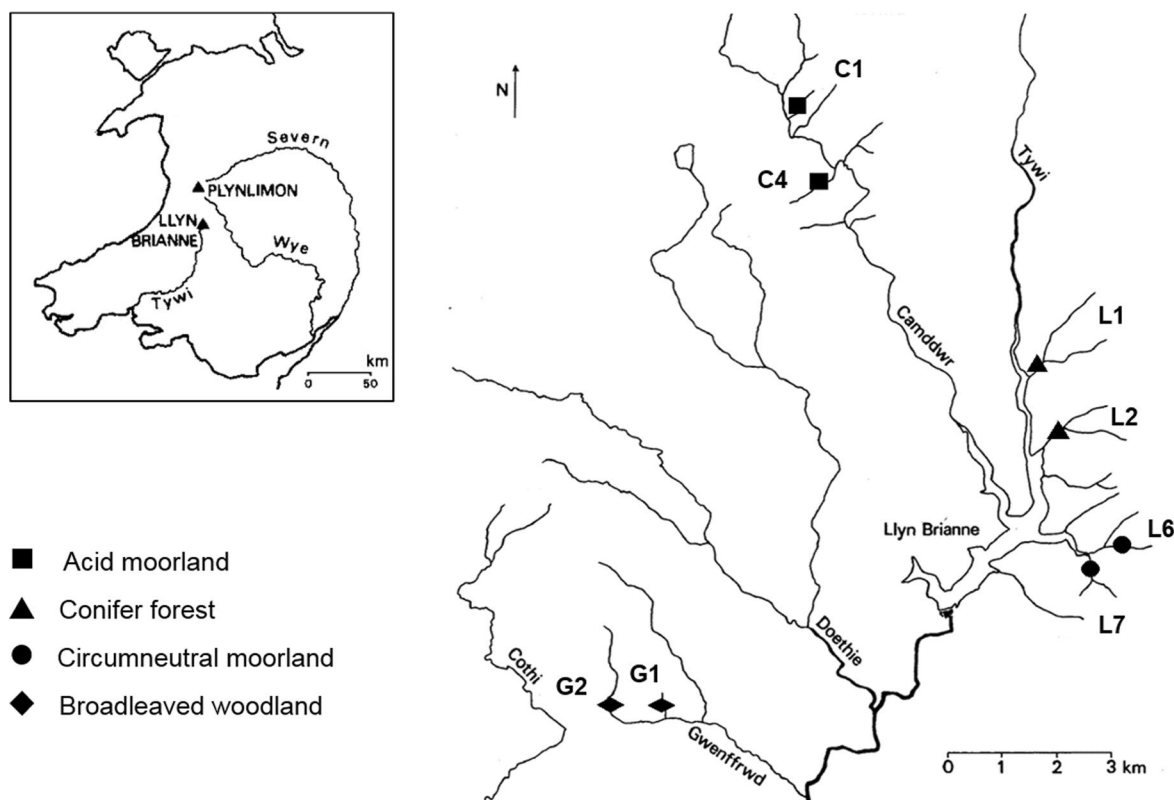 Severn
PLYNLIMON
LLYN
BRIANNE
Wye
Tywi
km
0 50
N
C1
C4
Tywi
L1
Camddwr
L2
Llyn Brianne
L6
L7
Doethie
Cothi
G2
G1
Gwenffrwd
0 1 2 3
km
Acid moorland
Conifer forest
Circumneutral moorland
Broadleaved woodland